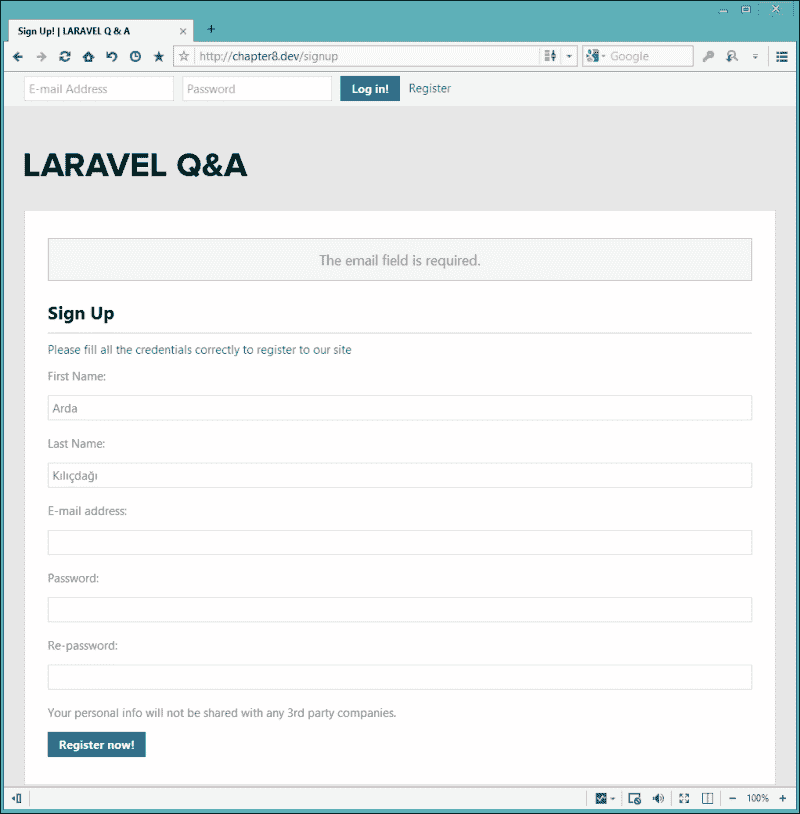 Sign Up! | LARAVEL Q & A
http://chapter8.dev/signup
Google
E-mail Address
Password
Log in!
Register
LARAVEL Q&A
The email field is required.
Sign Up
Please fill all the credentials correctly to register to our site
First Name:
Arda
Last Name:
Kılıçdağı
E-mail address:
Password:
Re-password:
Your personal info will not be shared with any 3rd party companies.
Register now!
100%